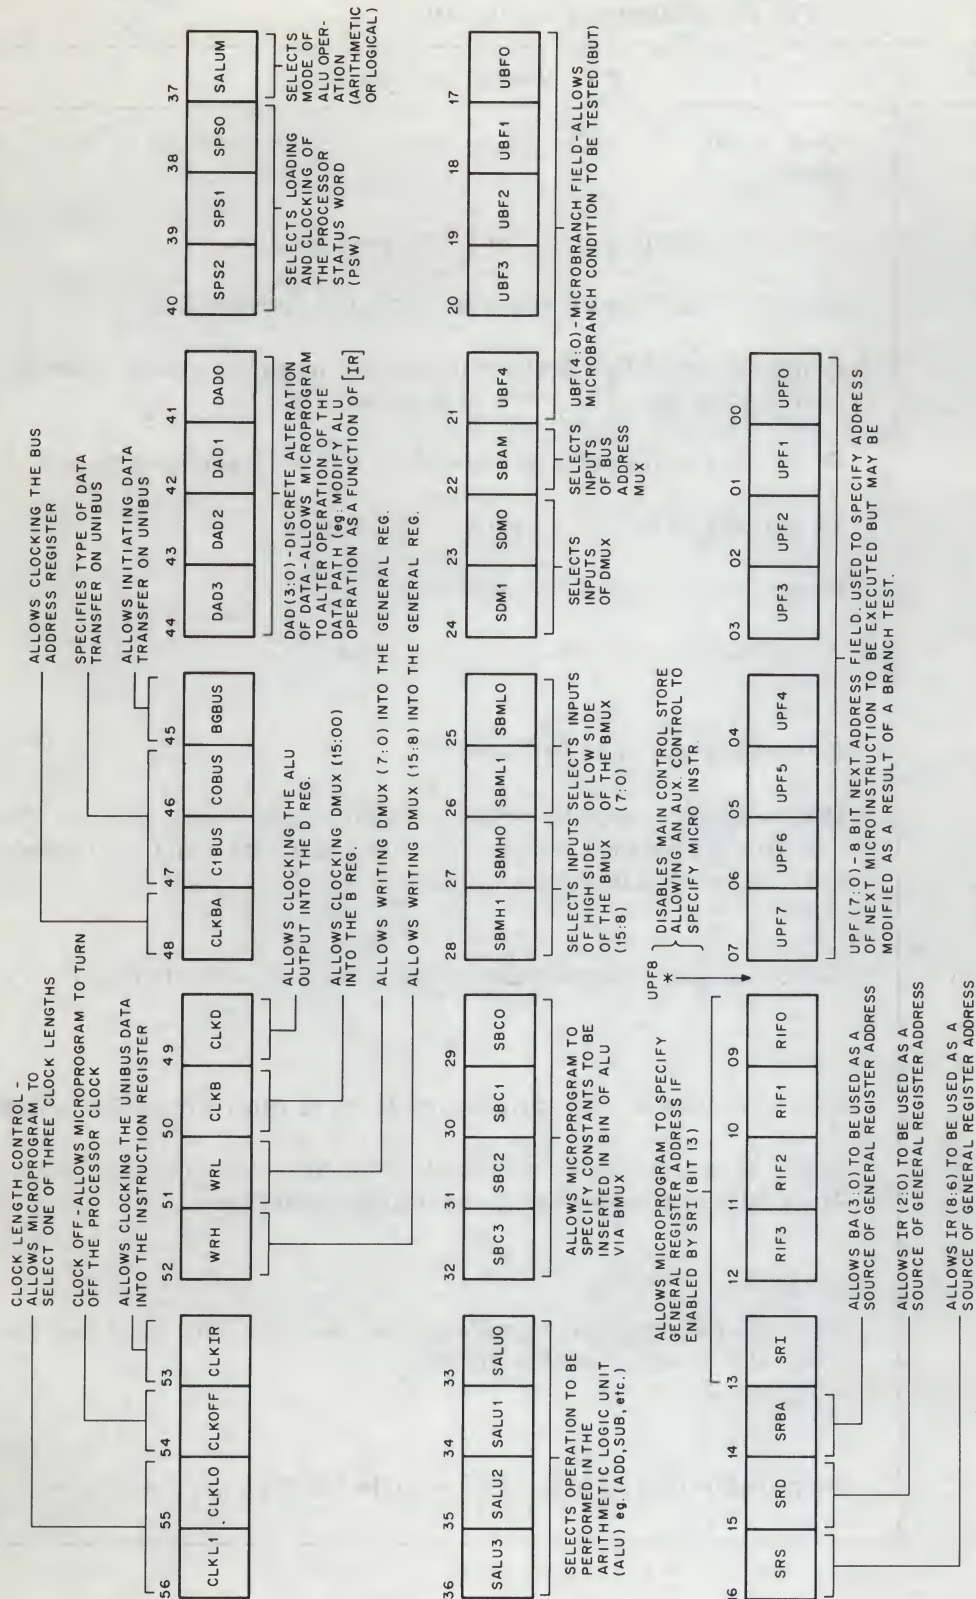 CLOCK LENGTH CONTROL -
ALLOWS MICROPROGRAM TO
SELECT ONE OF THREE CLOCK LENGTHS
CLOCK OFF - ALLOWS MICROPROGRAM TO TURN
OFF THE PROCESSOR CLOCK
ALLOWS CLOCKING THE UNIBUS DATA
INTO THE INSTRUCTION REGISTER
ALLOWS CLOCKING THE BUS
ADDRESS REGISTER
SPECIFIES TYPE OF DATA
TRANSFER ON UNIBUS
ALLOWS INITIATING DATA
TRANSFER ON UNIBUS
56 55 54 53 52 51 50 49 48 47 46 45 44 43 42 41 40 39 38 37
CLKL1 CLKL0 CLKOFF CLKIR WRH WRL CLKB CLKD CLKBA C1BUS C0BUS BGBUS DAD3 DAD2 DAD1 DAD0 SPS2 SPS1 SPS0 SALUM
ALLOWS CLOCKING THE ALU
OUTPUT INTO THE D REG.
ALLOWS CLOCKING DMUX (15:00)
INTO THE B REG.
ALLOWS WRITING DMUX (7:0) INTO THE GENERAL REG.
ALLOWS WRITING DMUX (15:8) INTO THE GENERAL REG.
DAD (3:0) - DISCRETE ALTERATION
OF DATA - ALLOWS MICROPROGRAM
TO ALTER OPERATION OF THE
DATA PATH (eg: MODIFY ALU
OPERATION AS A FUNCTION OF [IR]
SELECTS LOADING
AND CLOCKING OF
THE PROCESSOR
STATUS WORD
(PSW)
SELECTS
MODE OF
ALU OPER-
ATION
(ARITHMETIC
OR LOGICAL)
36 35 34 33 32 31 30 29 28 27 26 25 24 23 22 21 20 19 18 17
SALU3 SALU2 SALU1 SALU0 SBC3 SBC2 SBC1 SBC0 SBMH1 SBMH0 SBML1 SBML0 SDM1 SDM0 SBAM UBF4 UBF3 UBF2 UBF1 UBF0
SELECTS OPERATION TO BE
PERFORMED IN THE
ARITHMETIC LOGIC UNIT
(ALU) eg. (ADD, SUB, etc.)
ALLOWS MICROPROGRAM TO
SPECIFY CONSTANTS TO BE
INSERTED IN BIN OF ALU
VIA BMUX
SELECTS INPUTS
OF HIGH SIDE
OF THE BMUX
(15:8)
SELECTS INPUTS
OF LOW SIDE
OF THE BMUX
(7:0)
SELECTS
INPUTS
OF DMUX
SELECTS
INPUTS
OF BUS
ADDRESS
MUX
UBF (4:0) - MICROBRANCH FIELD - ALLOWS
MICROBRANCH CONDITION TO BE TESTED (BUT)
ALLOWS MICROPROGRAM TO SPECIFY
GENERAL REGISTER ADDRESS IF
ENABLED BY SRI (BIT 13)
UPF8
*
DISABLES MAIN CONTROL STORE
ALLOWING AN AUX. CONTROL TO
SPECIFY MICRO INSTR.
16 15 14 13 12 11 10 09 07 06 05 04 03 02 01 00
SRS SRD SRBA SRI RIF3 RIF2 RIF1 RIF0 UPF7 UPF6 UPF5 UPF4 UPF3 UPF2 UPF1 UPF0
ALLOWS BA (3:0) TO BE USED AS A
SOURCE OF GENERAL REGISTER ADDRESS
ALLOWS IR (2:0) TO BE USED AS A
SOURCE OF GENERAL REGISTER ADDRESS
ALLOWS IR (8:6) TO BE USED AS A
SOURCE OF GENERAL REGISTER ADDRESS
UPF (7:0) - 8 BIT NEXT ADDRESS FIELD. USED TO SPECIFY ADDRESS
OF NEXT MICROINSTRUCTION TO BE EXECUTED BUT MAY BE
MODIFIED AS A RESULT OF A BRANCH TEST.